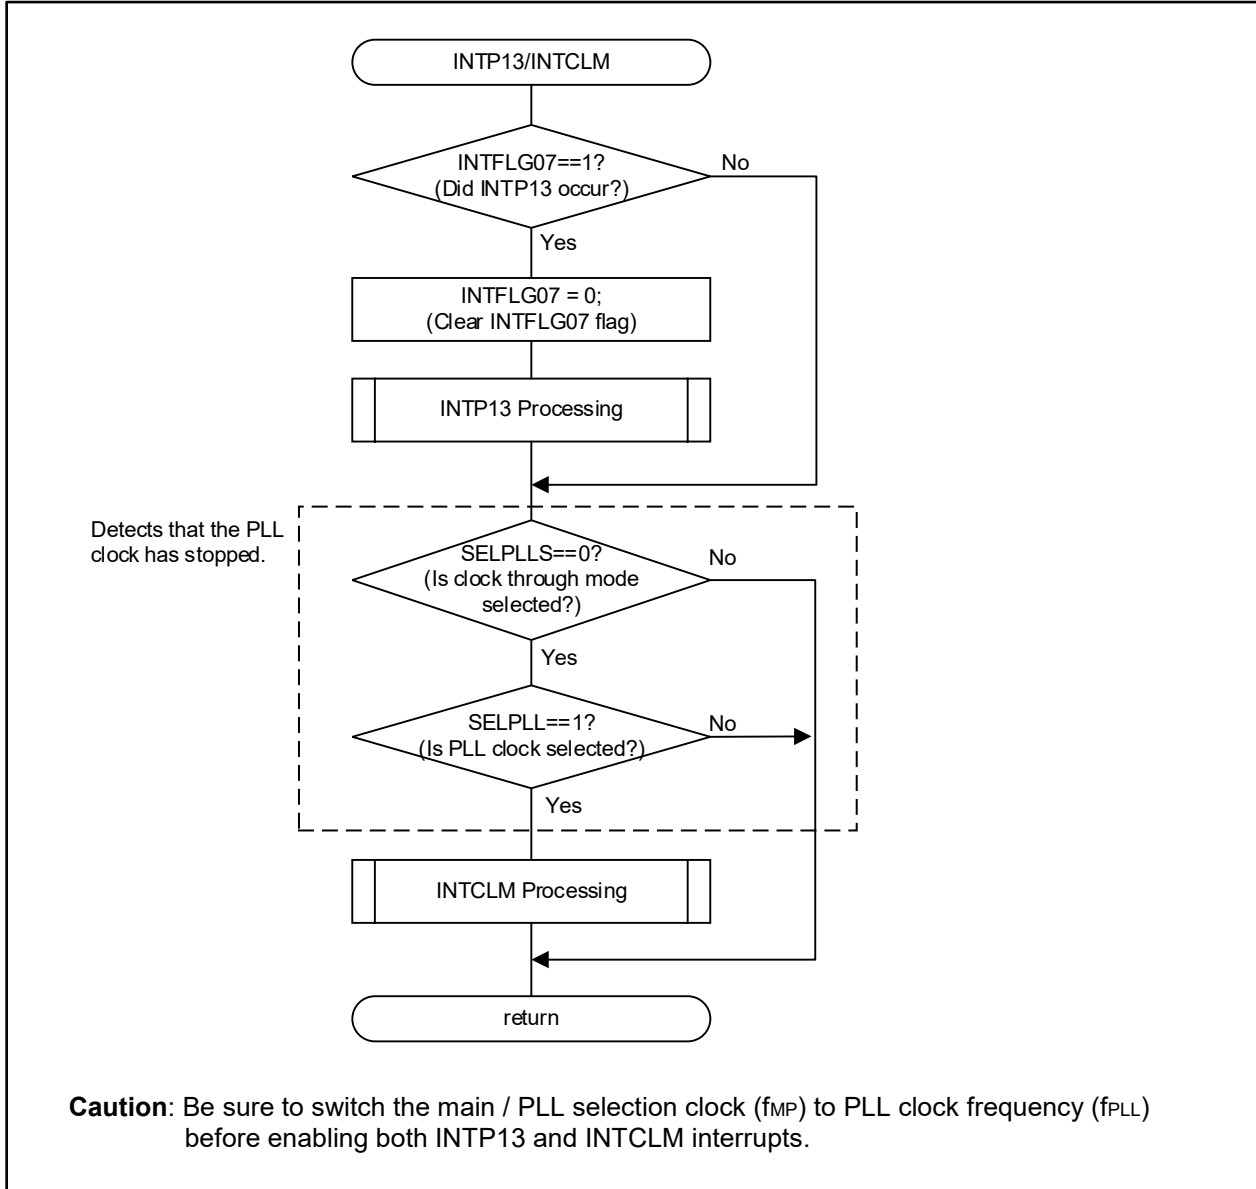 INTP13/INTCLM
INTFLG07==1?
(Did INTP13 occur?)
No
Yes
INTFLG07 = 0;
(Clear INTFLG07 flag)
INTP13 Processing
Detects that the PLL
clock has stopped.
SELPLLS==0?
(Is clock through mode
selected?)
No
Yes
SELPLL==1?
(Is PLL clock selected?)
No
Yes
INTCLM Processing
return
Caution: Be sure to switch the main / PLL selection clock (fMP) to PLL clock frequency (fPLL)
before enabling both INTP13 and INTCLM interrupts.